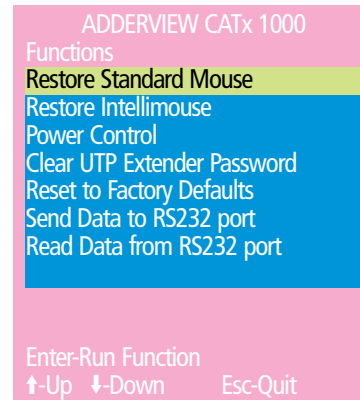 ADDERVIEW CATx 1000
Functions
Restore Standard Mouse
Restore Intellimouse
Power Control
Clear UTP Extender Password
Reset to Factory Defaults
Send Data to RS232 port
Read Data from RS232 port
Enter-Run Function
⬆-Up ⬇-Down Esc-Quit